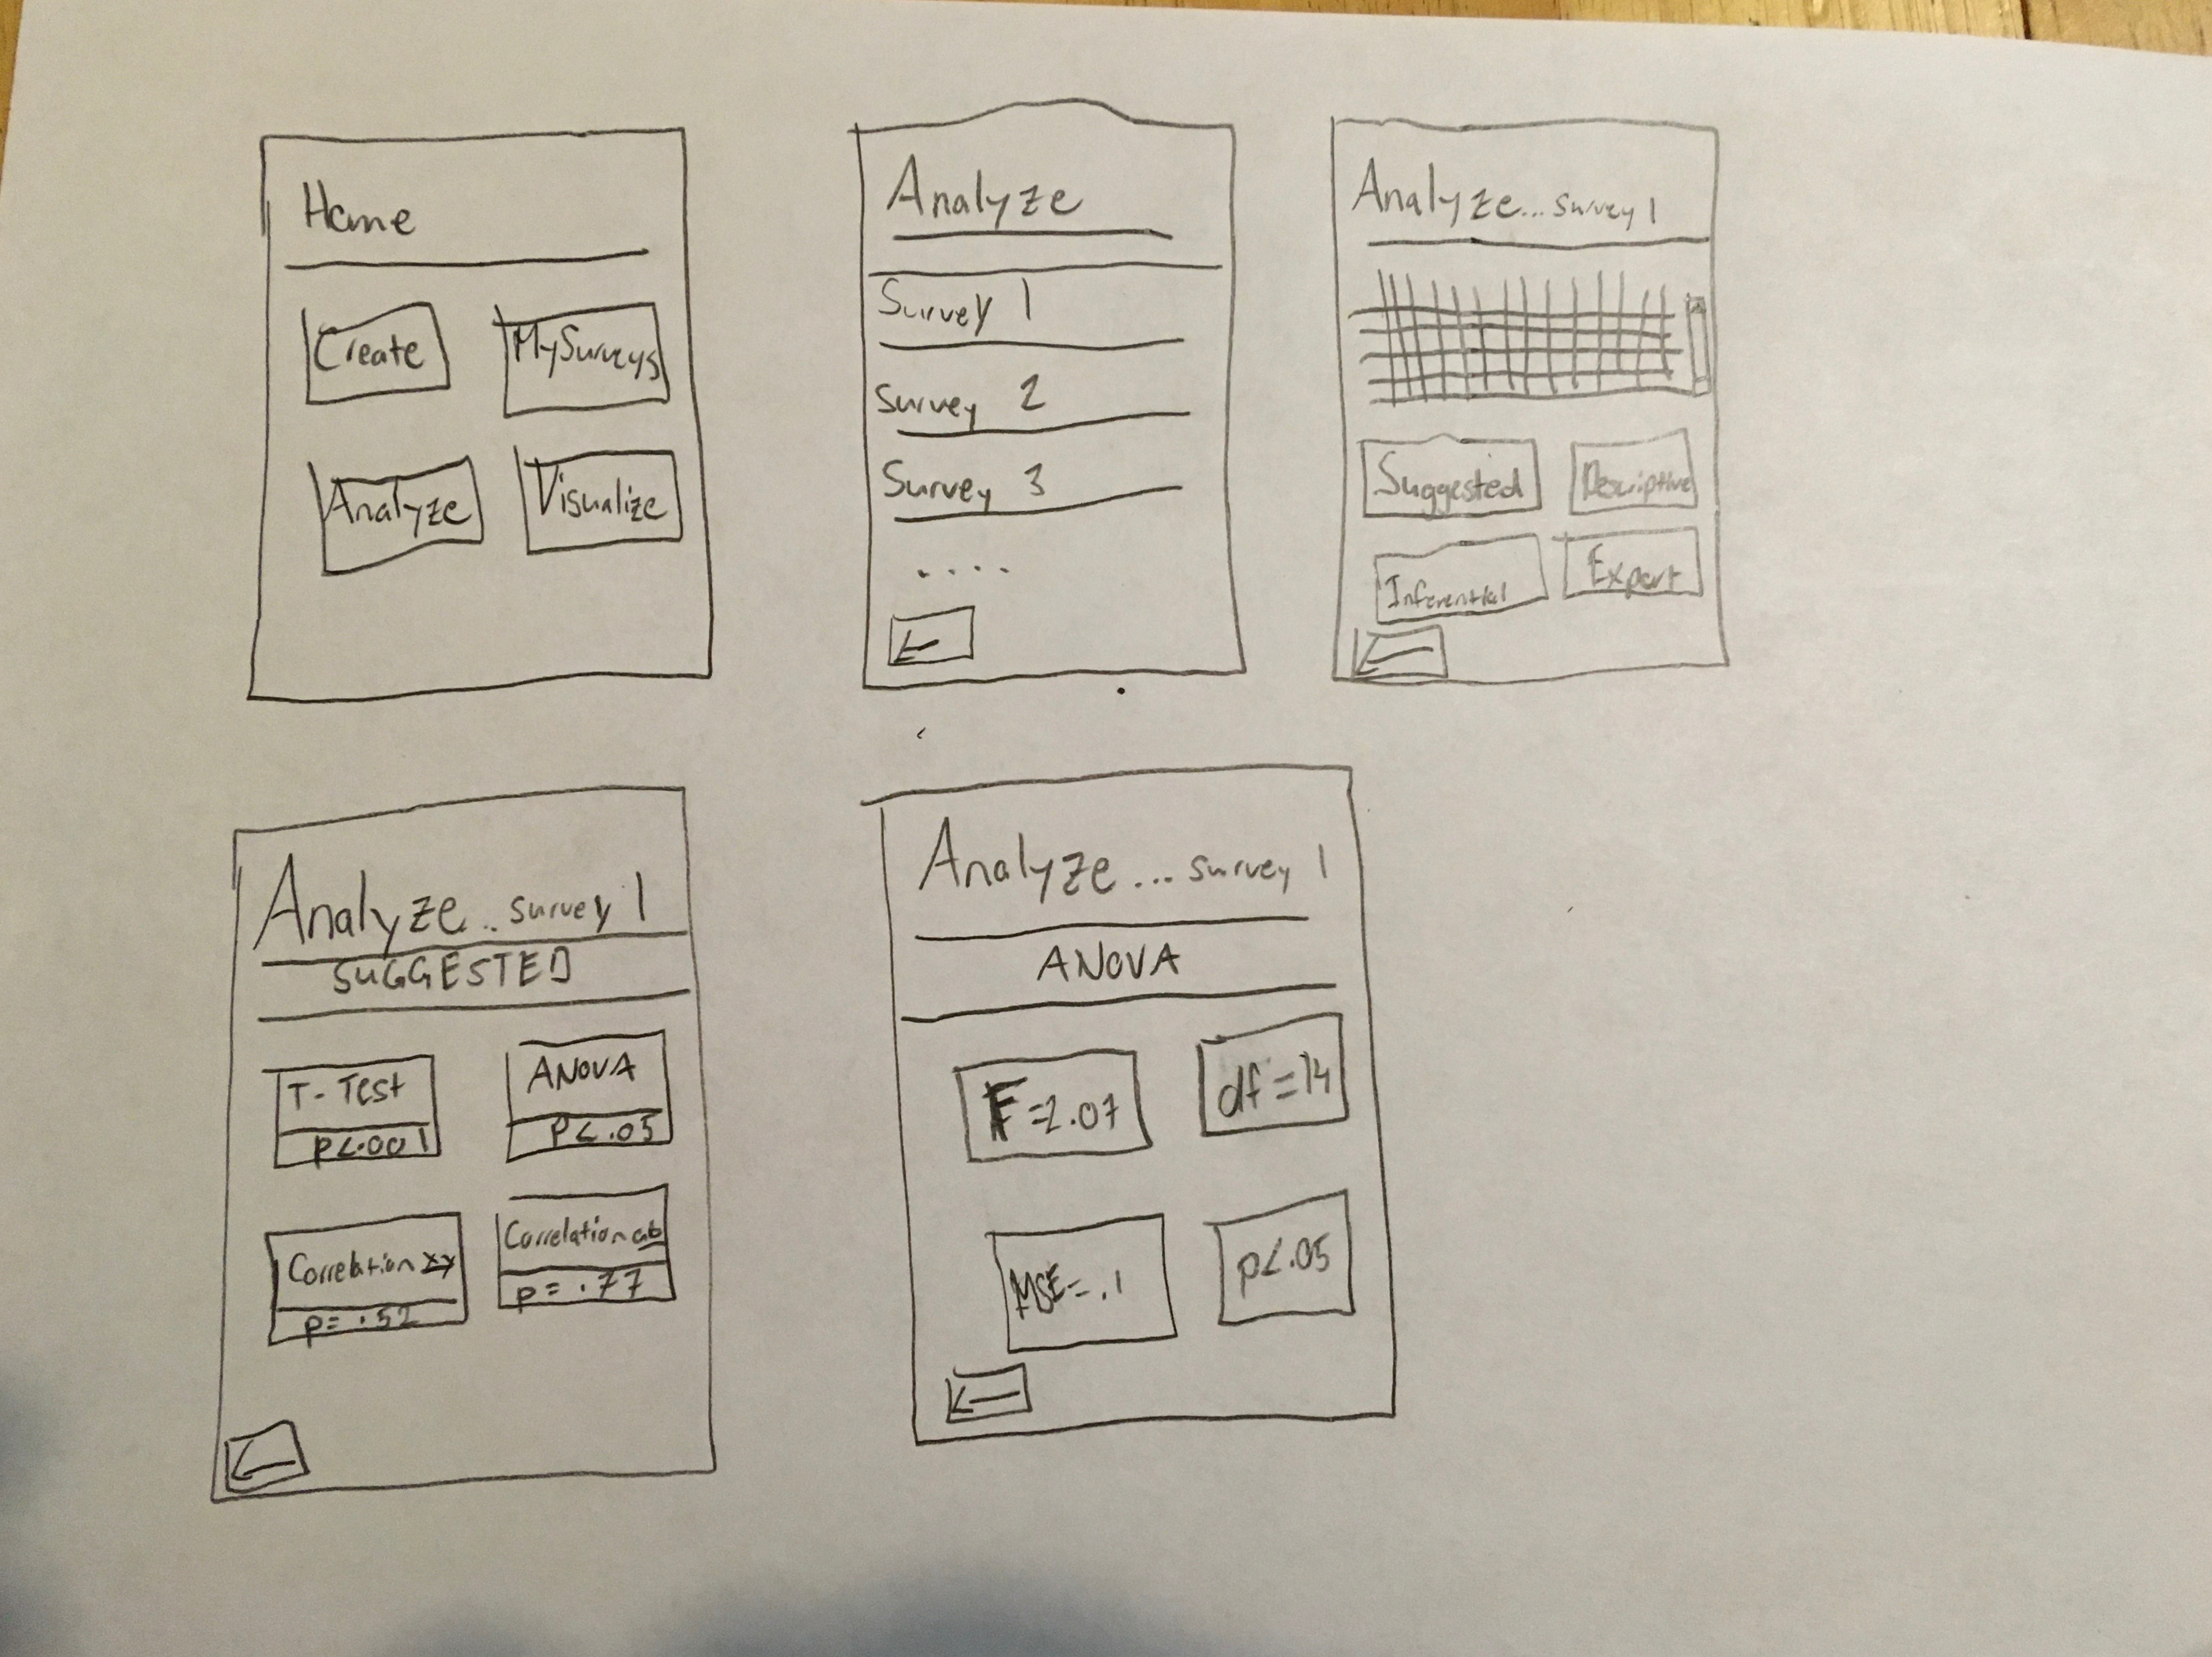 Home
Create
MySurveys
Analyze
Visualize
Analyze
Survey 1
Survey 2
Survey 3
....
Analyze... survey 1
Suggested
Descriptive
Inferential
Export
Analyze.. survey 1
SUGGESTED
T-Test
p<.001
ANOVA
P<.05
Correlation xy
p= .52
Correlation ab
p= .77
Analyze... survey 1
ANOVA
F=2.07
df=14
MSE=.1
p<.05